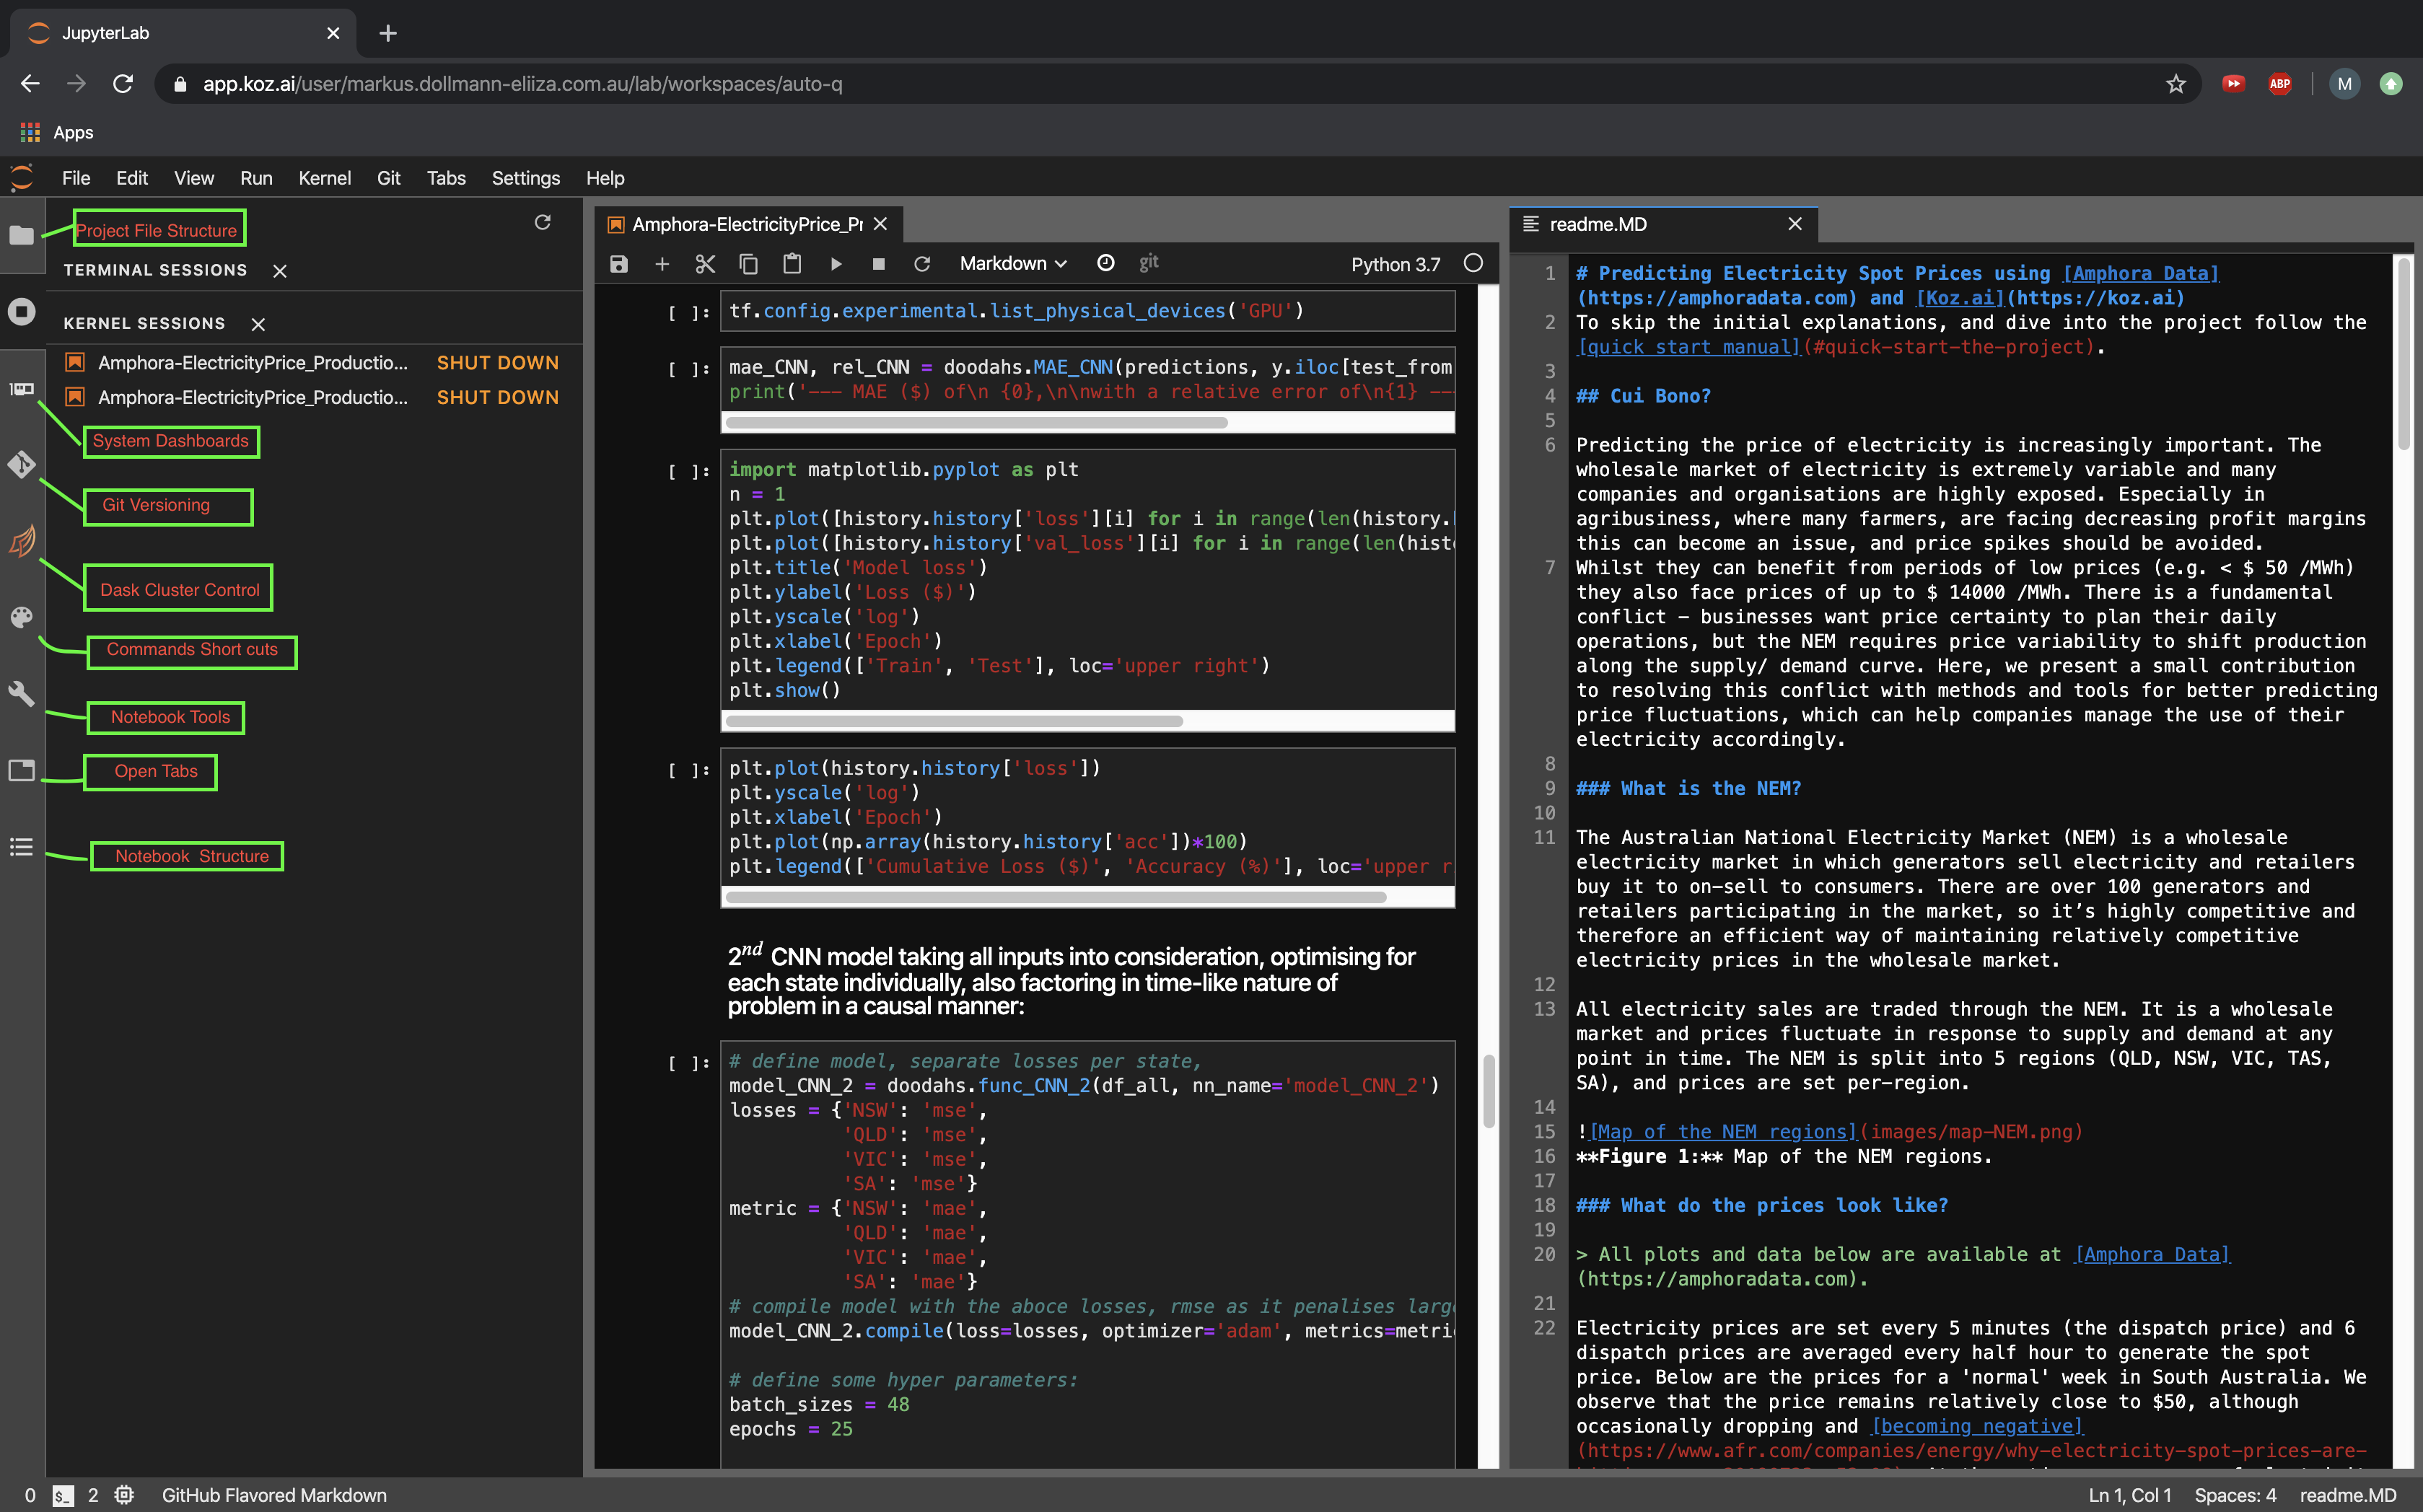 JupyterLab
app.koz.ai/user/markus.dollmann-eliiza.com.au/lab/workspaces/auto-q
ABP
M
Apps
File Edit View Run Kernel Git Tabs Settings Help
Project File Structure
TERMINAL SESSIONS
KERNEL SESSIONS
Amphora-ElectricityPrice_Productio... SHUT DOWN
Amphora-ElectricityPrice_Productio... SHUT DOWN
System Dashboards
Git Versioning
Dask Cluster Control
Commands Short cuts
Notebook Tools
Open Tabs
Notebook Structure
Amphora-ElectricityPrice_Pr
Markdown
git
Python 3.7
[ ]: tf.config.experimental.list_physical_devices('GPU')
[ ]: mae_CNN, rel_CNN = doodahs.MAE_CNN(predictions, y.iloc[test_from
print('--- MAE ($) of\n {0},\n\nwith a relative error of\n{1} --
[ ]: import matplotlib.pyplot as plt
n = 1
plt.plot([history.history['loss'][i] for i in range(len(history.
plt.plot([history.history['val_loss'][i] for i in range(len(hist
plt.title('Model loss')
plt.ylabel('Loss ($)')
plt.yscale('log')
plt.xlabel('Epoch')
plt.legend(['Train', 'Test'], loc='upper right')
plt.show()
[ ]: plt.plot(history.history['loss'])
plt.yscale('log')
plt.xlabel('Epoch')
plt.plot(np.array(history.history['acc'])*100)
plt.legend(['Cumulative Loss ($)', 'Accuracy (%)'], loc='upper r
2nd CNN model taking all inputs into consideration, optimising for
each state individually, also factoring in time-like nature of
problem in a causal manner:
[ ]: # define model, separate losses per state,
model_CNN_2 = doodahs.func_CNN_2(df_all, nn_name='model_CNN_2')
losses = {'NSW': 'mse',
'QLD': 'mse',
'VIC': 'mse',
'SA': 'mse'}
metric = {'NSW': 'mae',
'QLD': 'mae',
'VIC': 'mae',
'SA': 'mae'}
# compile model with the aboce losses, rmse as it penalises larg
model_CNN_2.compile(loss=losses, optimizer='adam', metrics=metri
# define some hyper parameters:
batch_sizes = 48
epochs = 25
readme.MD
1 # Predicting Electricity Spot Prices using [Amphora Data]
(https://amphoradata.com) and [Koz.ai](https://koz.ai)
2 To skip the initial explanations, and dive into the project follow the
[quick start manual](#quick-start-the-project).
3
4 ## Cui Bono?
5
6 Predicting the price of electricity is increasingly important. The
wholesale market of electricity is extremely variable and many
companies and organisations are highly exposed. Especially in
agribusiness, where many farmers, are facing decreasing profit margins
this can become an issue, and price spikes should be avoided.
7 Whilst they can benefit from periods of low prices (e.g. < $ 50 /MWh)
they also face prices of up to $ 14000 /MWh. There is a fundamental
conflict – businesses want price certainty to plan their daily
operations, but the NEM requires price variability to shift production
along the supply/ demand curve. Here, we present a small contribution
to resolving this conflict with methods and tools for better predicting
price fluctuations, which can help companies manage the use of their
electricity accordingly.
8
9 ### What is the NEM?
10
11 The Australian National Electricity Market (NEM) is a wholesale
electricity market in which generators sell electricity and retailers
buy it to on-sell to consumers. There are over 100 generators and
retailers participating in the market, so it’s highly competitive and
therefore an efficient way of maintaining relatively competitive
electricity prices in the wholesale market.
12
13 All electricity sales are traded through the NEM. It is a wholesale
market and prices fluctuate in response to supply and demand at any
point in time. The NEM is split into 5 regions (QLD, NSW, VIC, TAS,
SA), and prices are set per-region.
14
15 ![Map of the NEM regions](images/map-NEM.png)
16 **Figure 1:** Map of the NEM regions.
17
18 ### What do the prices look like?
19
20 > All plots and data below are available at [Amphora Data]
(https://amphoradata.com).
21
22 Electricity prices are set every 5 minutes (the dispatch price) and 6
dispatch prices are averaged every half hour to generate the spot
price. Below are the prices for a 'normal' week in South Australia. We
observe that the price remains relatively close to $50, although
occasionally dropping and [becoming negative]
(https://www.afr.com/companies/energy/why-electricity-spot-prices-are-
0 $_ 2 GitHub Flavored Markdown
Ln 1, Col 1 Spaces: 4 readme.MD